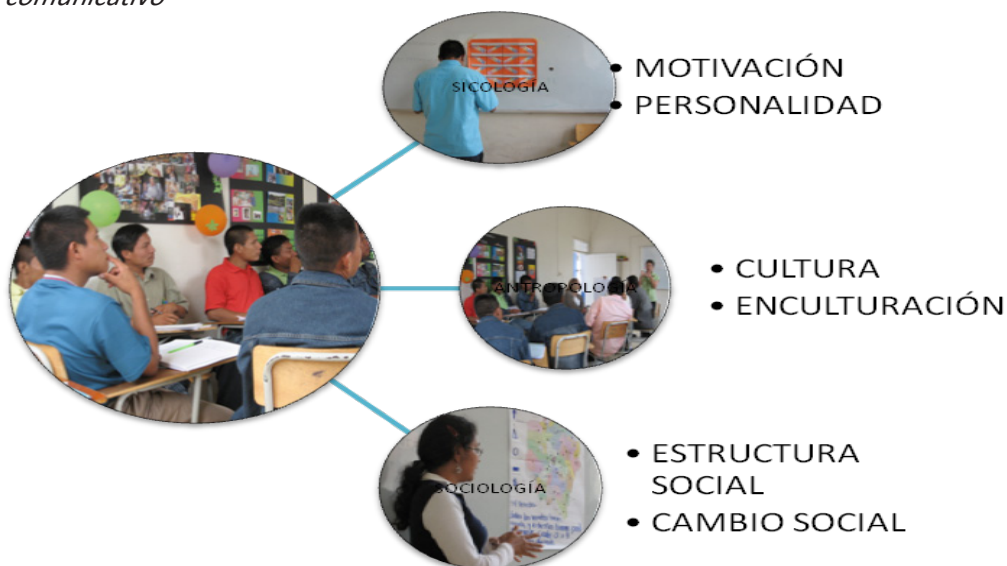 comunicativo
SICOLOGÍA
• MOTIVACIÓN
• PERSONALIDAD
ANTROPOLOGÍA
• CULTURA
• ENCULTURACIÓN
SOCIOLOGÍA
• ESTRUCTURA
SOCIAL
• CAMBIO SOCIAL